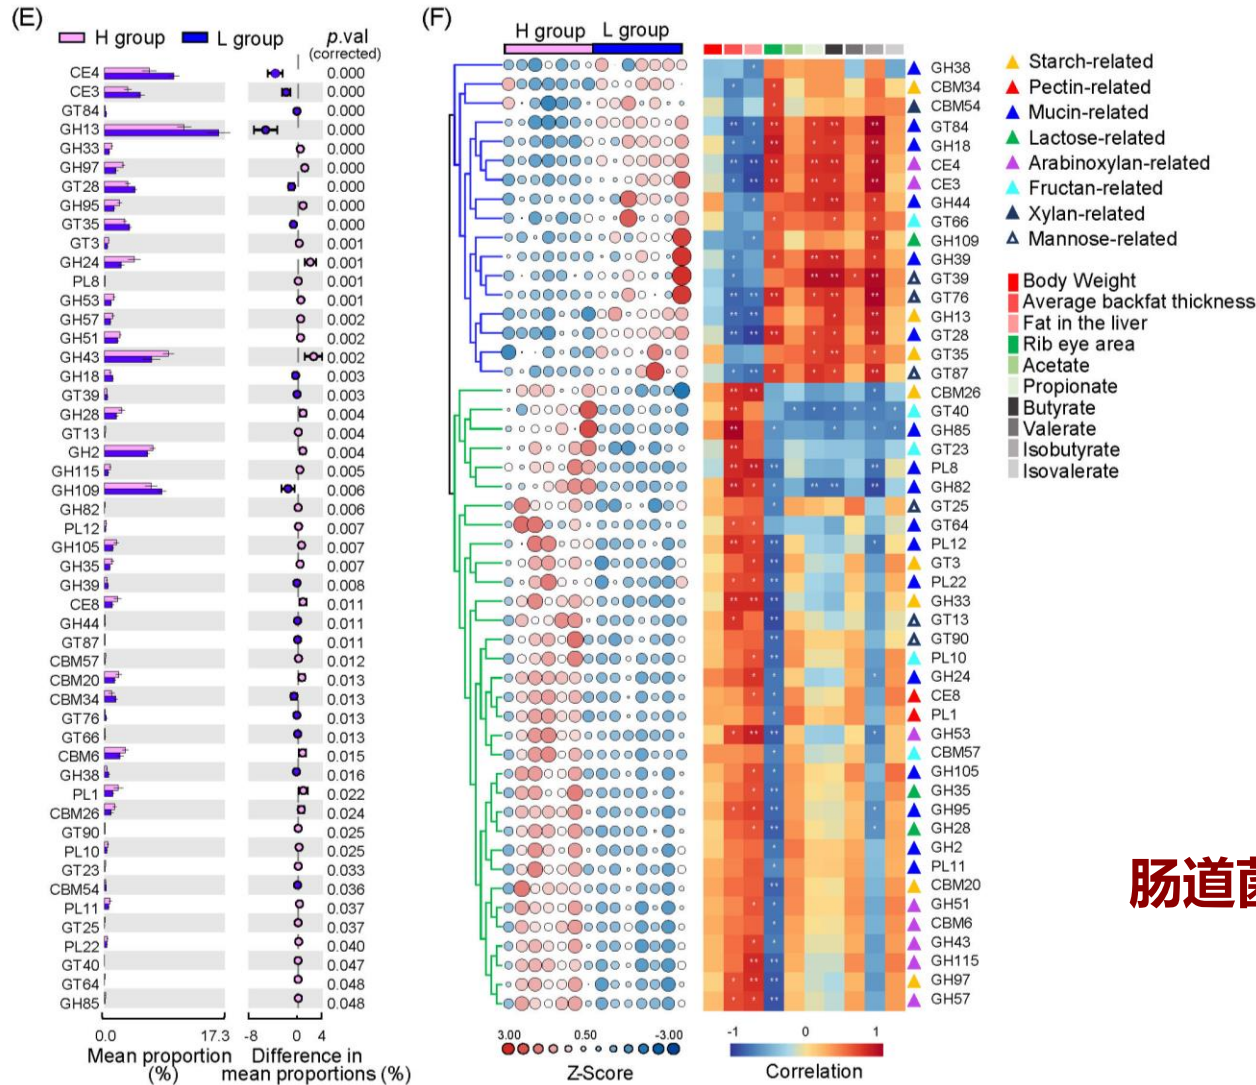 (E)
H group
L group
p.val
(corrected)
CE4 0.000
CE3 0.000
GT84 0.000
GH13 0.000
GH33 0.000
GH97 0.000
GT28 0.000
GH95 0.000
GT35 0.000
GT3 0.001
GH24 0.001
PL8 0.001
GH53 0.001
GH57 0.002
GH51 0.002
GH43 0.002
GH18 0.003
GT39 0.003
GH28 0.004
GT13 0.004
GH2 0.004
GH115 0.005
GH109 0.006
GH82 0.006
PL12 0.007
GH105 0.007
GH35 0.007
GH39 0.008
CE8 0.011
GH44 0.011
GT87 0.011
CBM57 0.012
CBM20 0.013
CBM34 0.013
GT76 0.013
GT66 0.013
CBM6 0.015
GH38 0.016
PL1 0.022
CBM26 0.024
GT90 0.025
PL10 0.025
GT23 0.033
CBM54 0.036
PL11 0.037
GT25 0.037
PL22 0.040
GT40 0.047
GT64 0.048
GH85 0.048
0.0 17.3
Mean proportion
(%)
-8 0 4
Difference in
mean proportions (%)
(F)
H group L group
GH38
CBM34
CBM54
GT84
GH18
CE4
CE3
GH44
GT66
GH109
GH39
GT39
GT76
GH13
GT28
GT35
GT87
CBM26
GT40
GH85
GT23
PL8
GH82
GT25
GT64
PL12
GT3
PL22
GH33
GT13
GT90
PL10
GH24
CE8
PL1
GH53
CBM57
GH105
GH35
GH95
GH28
GH2
PL11
CBM20
GH51
CBM6
GH43
GH115
GH97
GH57
3.00 0.50 -3.00
Z-Score
-1 0 1
Correlation
Starch-related
Pectin-related
Mucin-related
Lactose-related
Arabinoxylan-related
Fructan-related
Xylan-related
Mannose-related
Body Weight
Average backfat thickness
Fat in the liver
Rib eye area
Acetate
Propionate
Butyrate
Valerate
Isobutyrate
Isovalerate
肠道菌